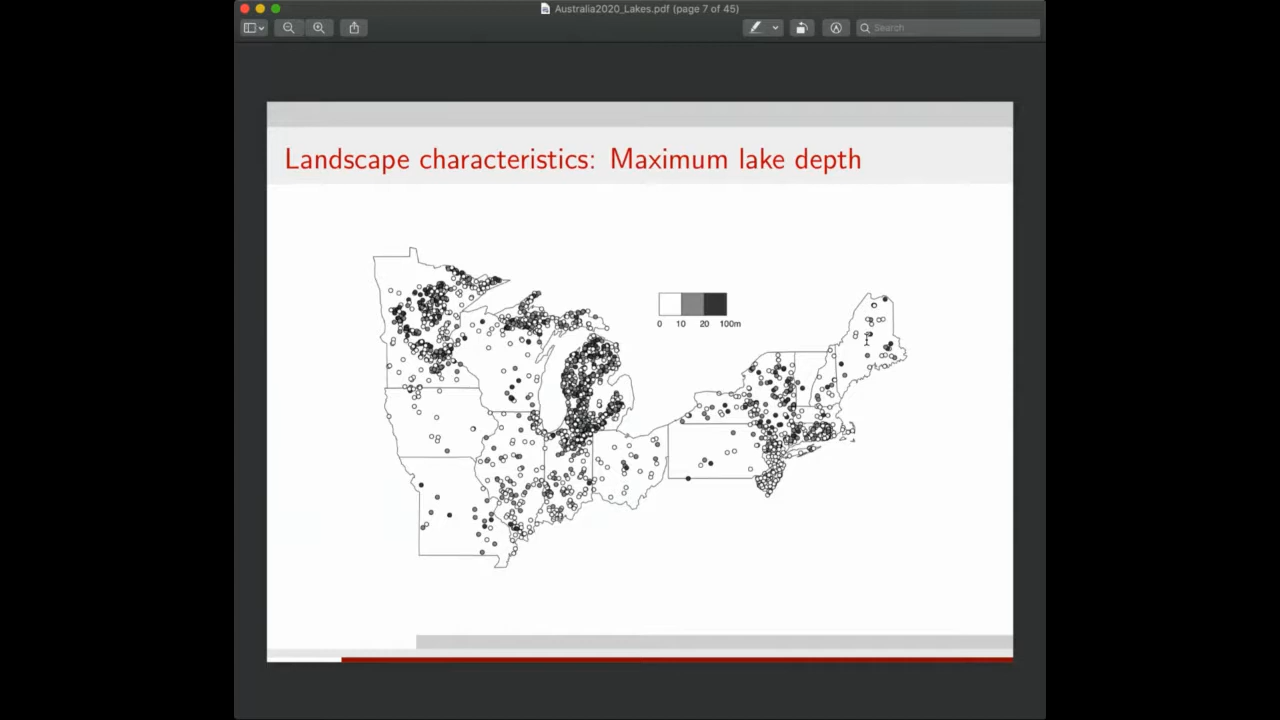 Australia2020_Lakes.pdf (page 7 of 45)
Search
Landscape characteristics: Maximum lake depth
0 10 20 100m